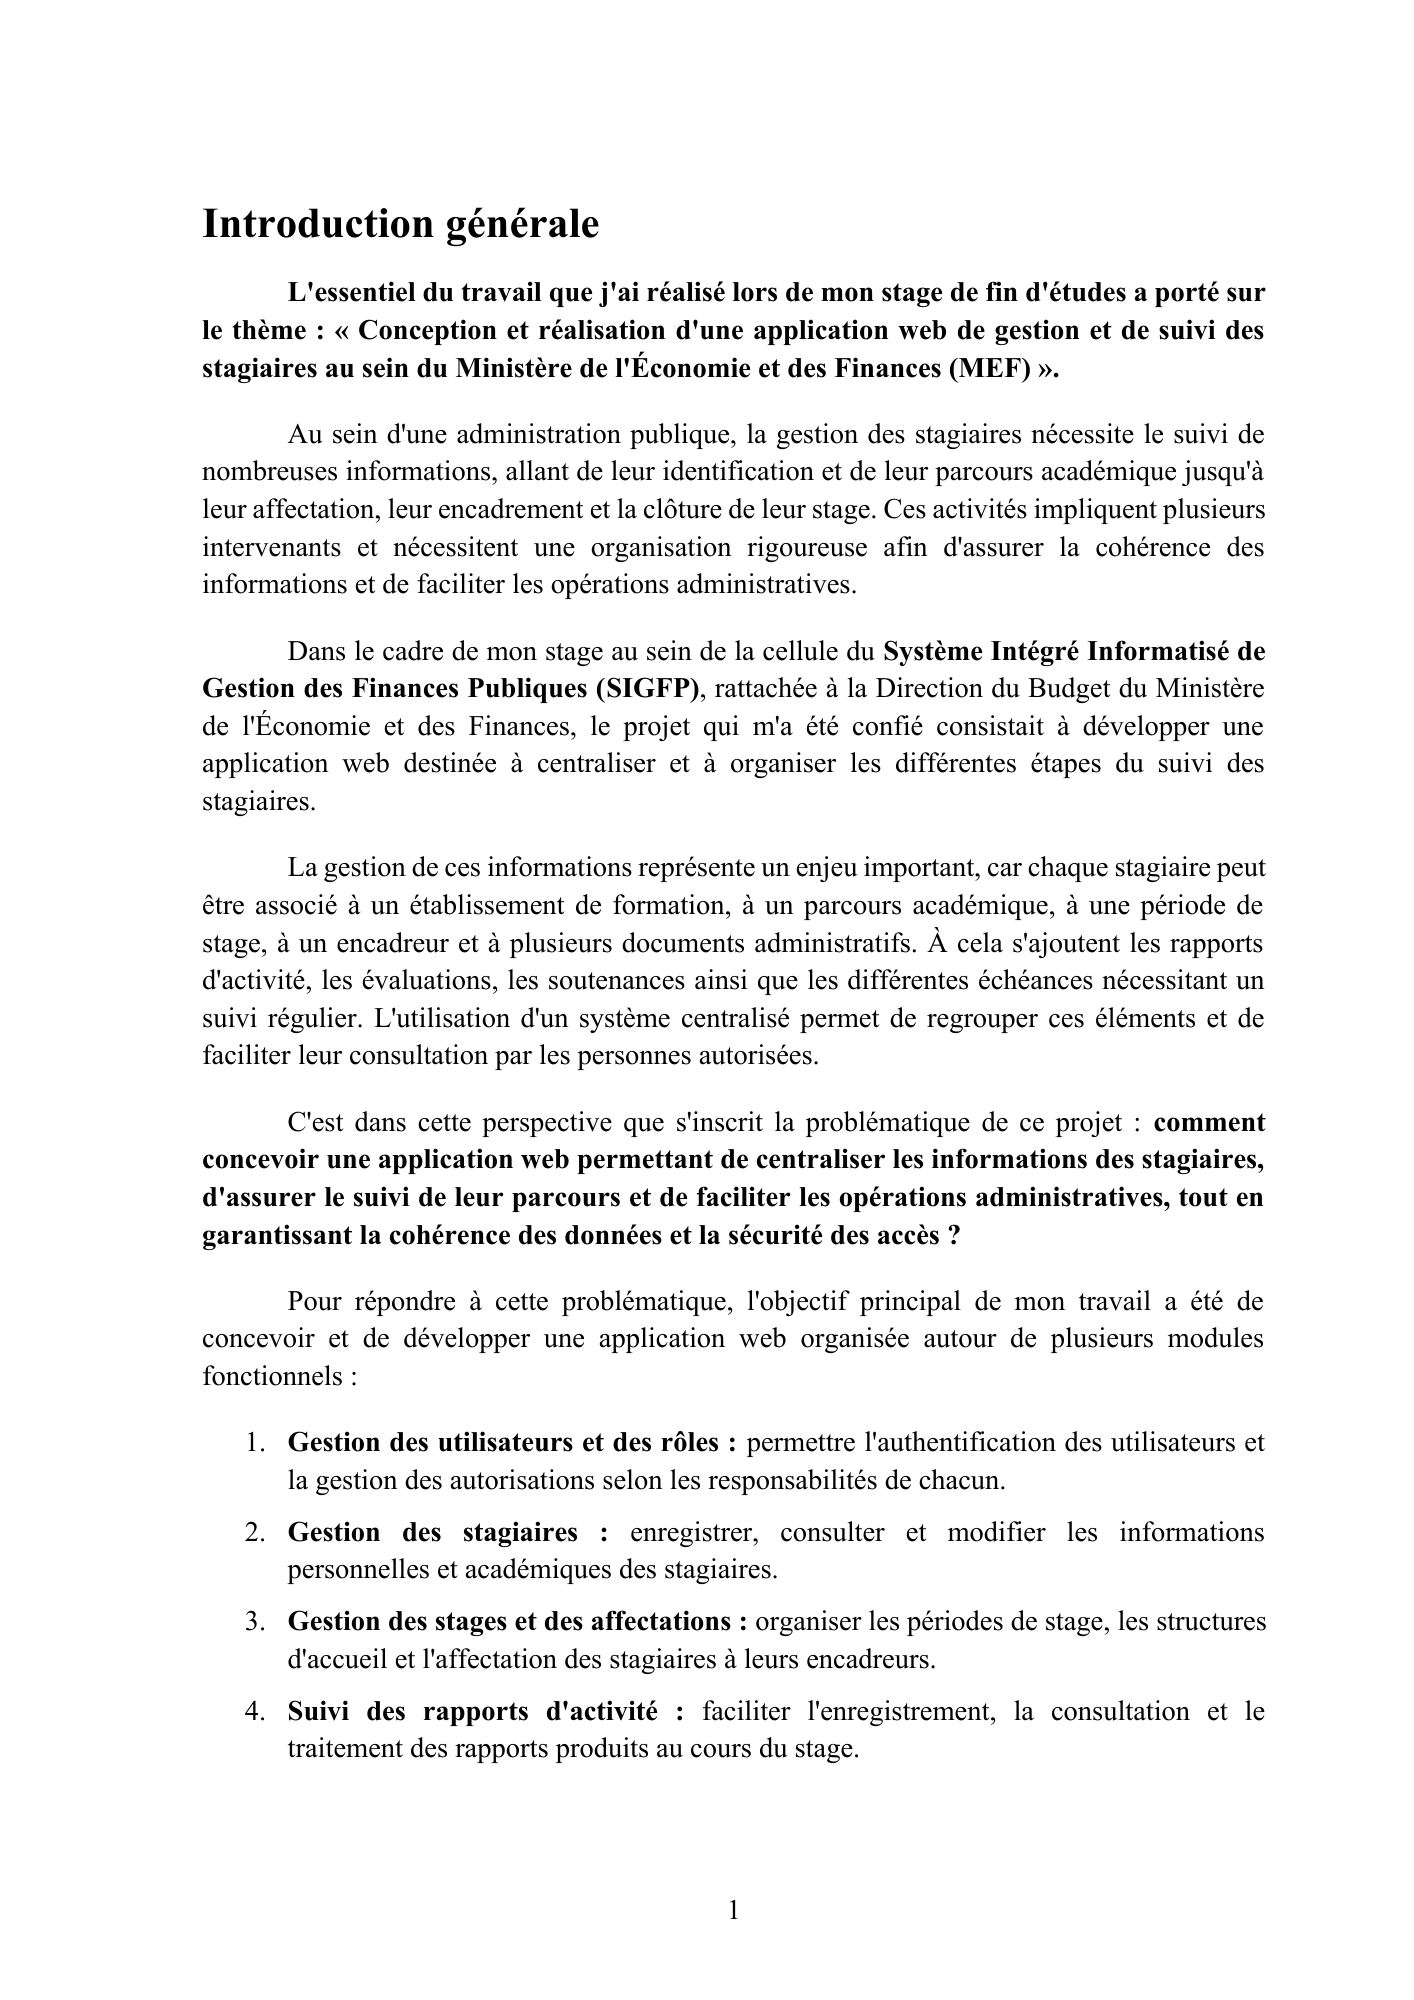 Introduction générale
L'essentiel du travail que j'ai réalisé lors de mon stage de fin d'études a porté sur
le thème : « Conception et réalisation d'une application web de gestion et de suivi des
stagiaires au sein du Ministère de l'Économie et des Finances (MEF) ».
Au sein d'une administration publique, la gestion des stagiaires nécessite le suivi de
nombreuses informations, allant de leur identification et de leur parcours académique jusqu'à
leur affectation, leur encadrement et la clôture de leur stage. Ces activités impliquent plusieurs
intervenants et nécessitent une organisation rigoureuse afin d'assurer la cohérence des
informations et de faciliter les opérations administratives.
Dans le cadre de mon stage au sein de la cellule du Système Intégré Informatisé de
Gestion des Finances Publiques (SIGFP), rattachée à la Direction du Budget du Ministère
de l'Économie et des Finances, le projet qui m'a été confié consistait à développer une
application web destinée à centraliser et à organiser les différentes étapes du suivi des
stagiaires.
La gestion de ces informations représente un enjeu important, car chaque stagiaire peut
être associé à un établissement de formation, à un parcours académique, à une période de
stage, à un encadreur et à plusieurs documents administratifs. À cela s'ajoutent les rapports
d'activité, les évaluations, les soutenances ainsi que les différentes échéances nécessitant un
suivi régulier. L'utilisation d'un système centralisé permet de regrouper ces éléments et de
faciliter leur consultation par les personnes autorisées.
C'est dans cette perspective que s'inscrit la problématique de ce projet : comment
concevoir une application web permettant de centraliser les informations des stagiaires,
d'assurer le suivi de leur parcours et de faciliter les opérations administratives, tout en
garantissant la cohérence des données et la sécurité des accès ?
Pour répondre à cette problématique, l'objectif principal de mon travail a été de
concevoir et de développer une application web organisée autour de plusieurs modules
fonctionnels :
1. Gestion des utilisateurs et des rôles : permettre l'authentification des utilisateurs et
la gestion des autorisations selon les responsabilités de chacun.
2. Gestion des stagiaires : enregistrer, consulter et modifier les informations
personnelles et académiques des stagiaires.
3. Gestion des stages et des affectations : organiser les périodes de stage, les structures
d'accueil et l'affectation des stagiaires à leurs encadreurs.
4. Suivi des rapports d'activité : faciliter l'enregistrement, la consultation et le
traitement des rapports produits au cours du stage.
1